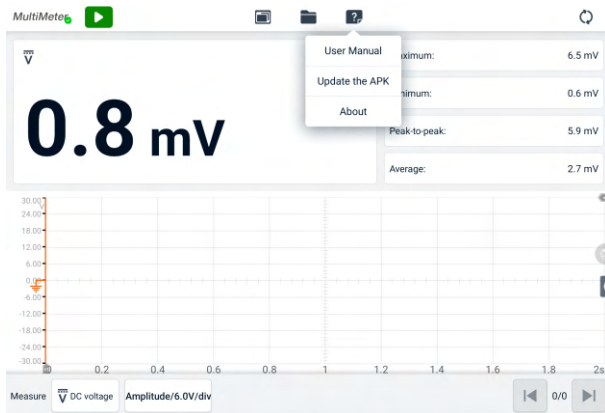 MultiMeter
User Manual
Update the APK
About
V
0.8 mV
aximum: 6.5 mV
nimum: 0.6 mV
Peak-to-peak: 5.9 mV
Average: 2.7 mV
30.00
V
24.00
18.00
12.00
6.00
0.00
-6.00
-12.00
-18.00
-24.00
-30.00
0.2 0.4 0.6 0.8 1 1.2 1.4 1.6 1.8 2s
Measure V DC voltage Amplitude/6.0V/div 0/0